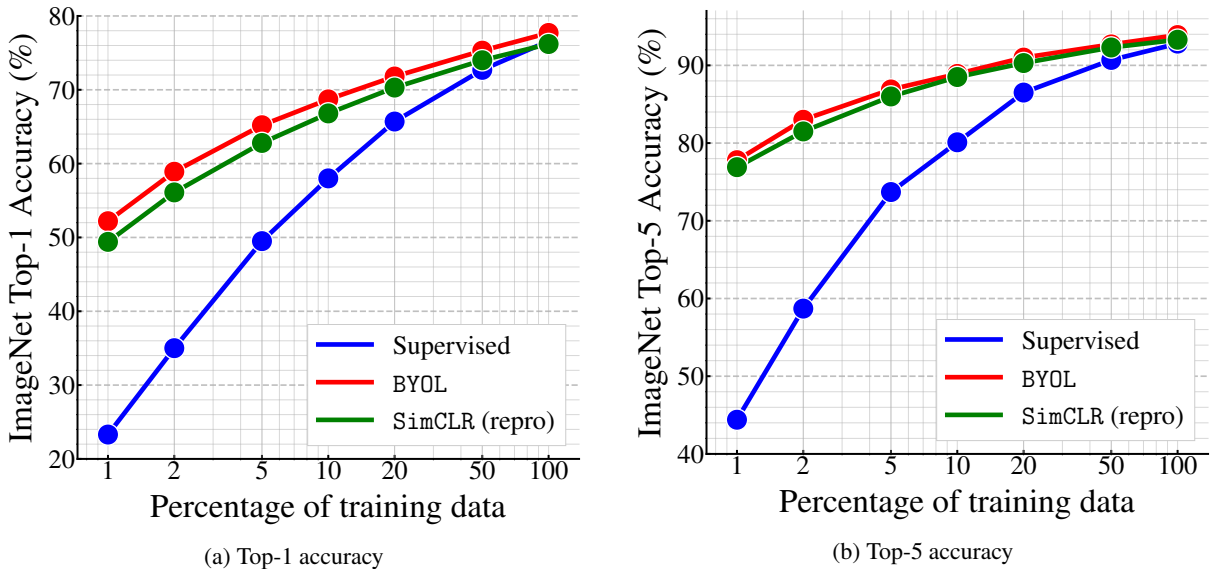 ImageNet Top-1 Accuracy (%)
80
70
60
50
40
30
20
1 2 5 10 20 50 100
Percentage of training data
Supervised
BYOL
SimCLR (repro)
(a) Top-1 accuracy
ImageNet Top-5 Accuracy (%)
90
80
70
60
50
40
1 2 5 10 20 50 100
Percentage of training data
Supervised
BYOL
SimCLR (repro)
(b) Top-5 accuracy